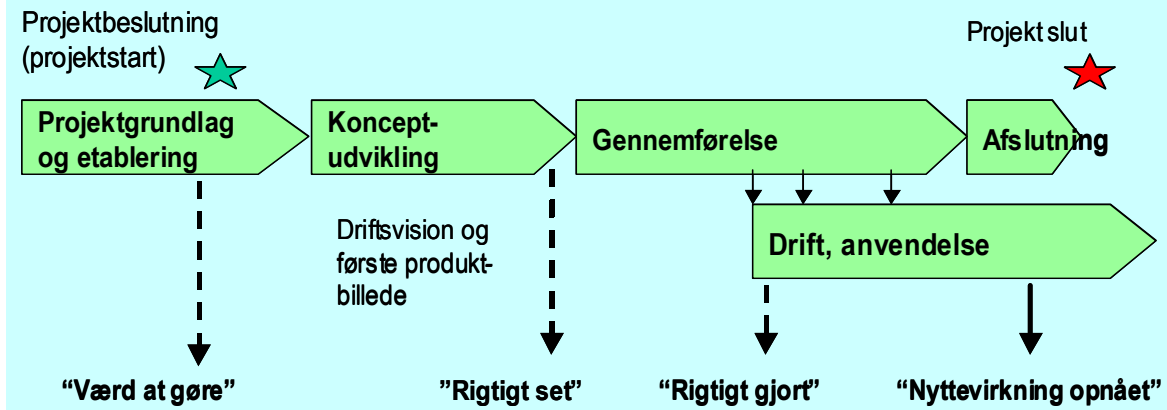 Projektbeslutning
(projektstart)
Projekt slut
Projektgrundlag
og etablering
Koncept-
udvikling
Gennemførelse
Afslutning
Driftsvision og
første produkt-
billede
Drift, anvendelse
“Værd at gøre”
”Rigtigt set”
“Rigtigt gjort”
“Nyttevirkning opnået”